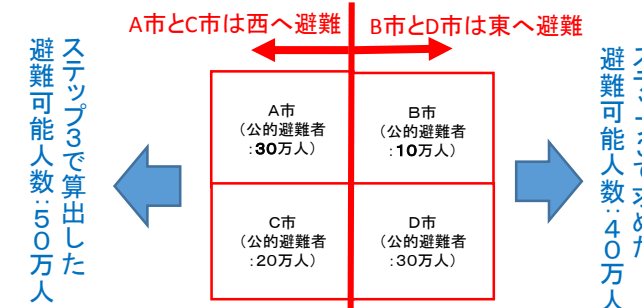 A市とC市は西へ避難
B市とD市は東へ避難
ステップ3で算出した
避難可能人数:50万人
A市
(公的避難者
:30万人)
B市
(公的避難者
:10万人)
C市
(公的避難者
:20万人)
D市
(公的避難者
:30万人)
避難可能人数:40万人